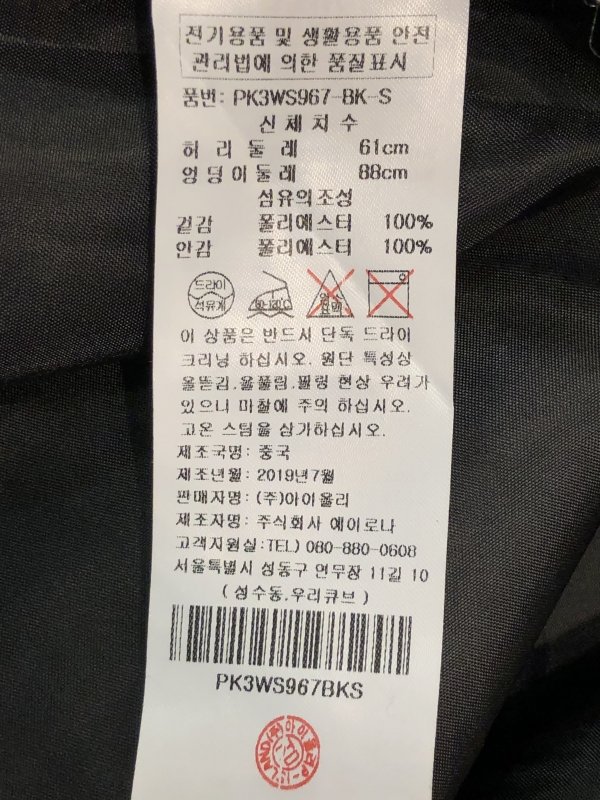 전기용품 및 생활용품 안전
관리법에 의한 품질표시
품번: PK3WS967-BK-S
신체치수
허리둘레 61cm
엉덩이둘레 88cm
섬유의조성
겉감 폴리에스터 100%
안감 폴리에스터 100%
드라이
석유계
이 상품은 반드시 단독 드라이
크리닝 하십시오. 원단 특성상
올뜯김,올풀림,필링 현상 우려가
있으니 마찰에 주의 하십시오.
고온 스팀을 삼가하십시오.
제조국명: 중국
제조년월: 2019년7월
판매자명: (주)아이올리
제조자명: 주식회사 에이로나
고객지원실:TEL) 080-880-0608
서울특별시 성동구 연무장 11길 10
(성수동,우리큐브)
PK3WS967BKS